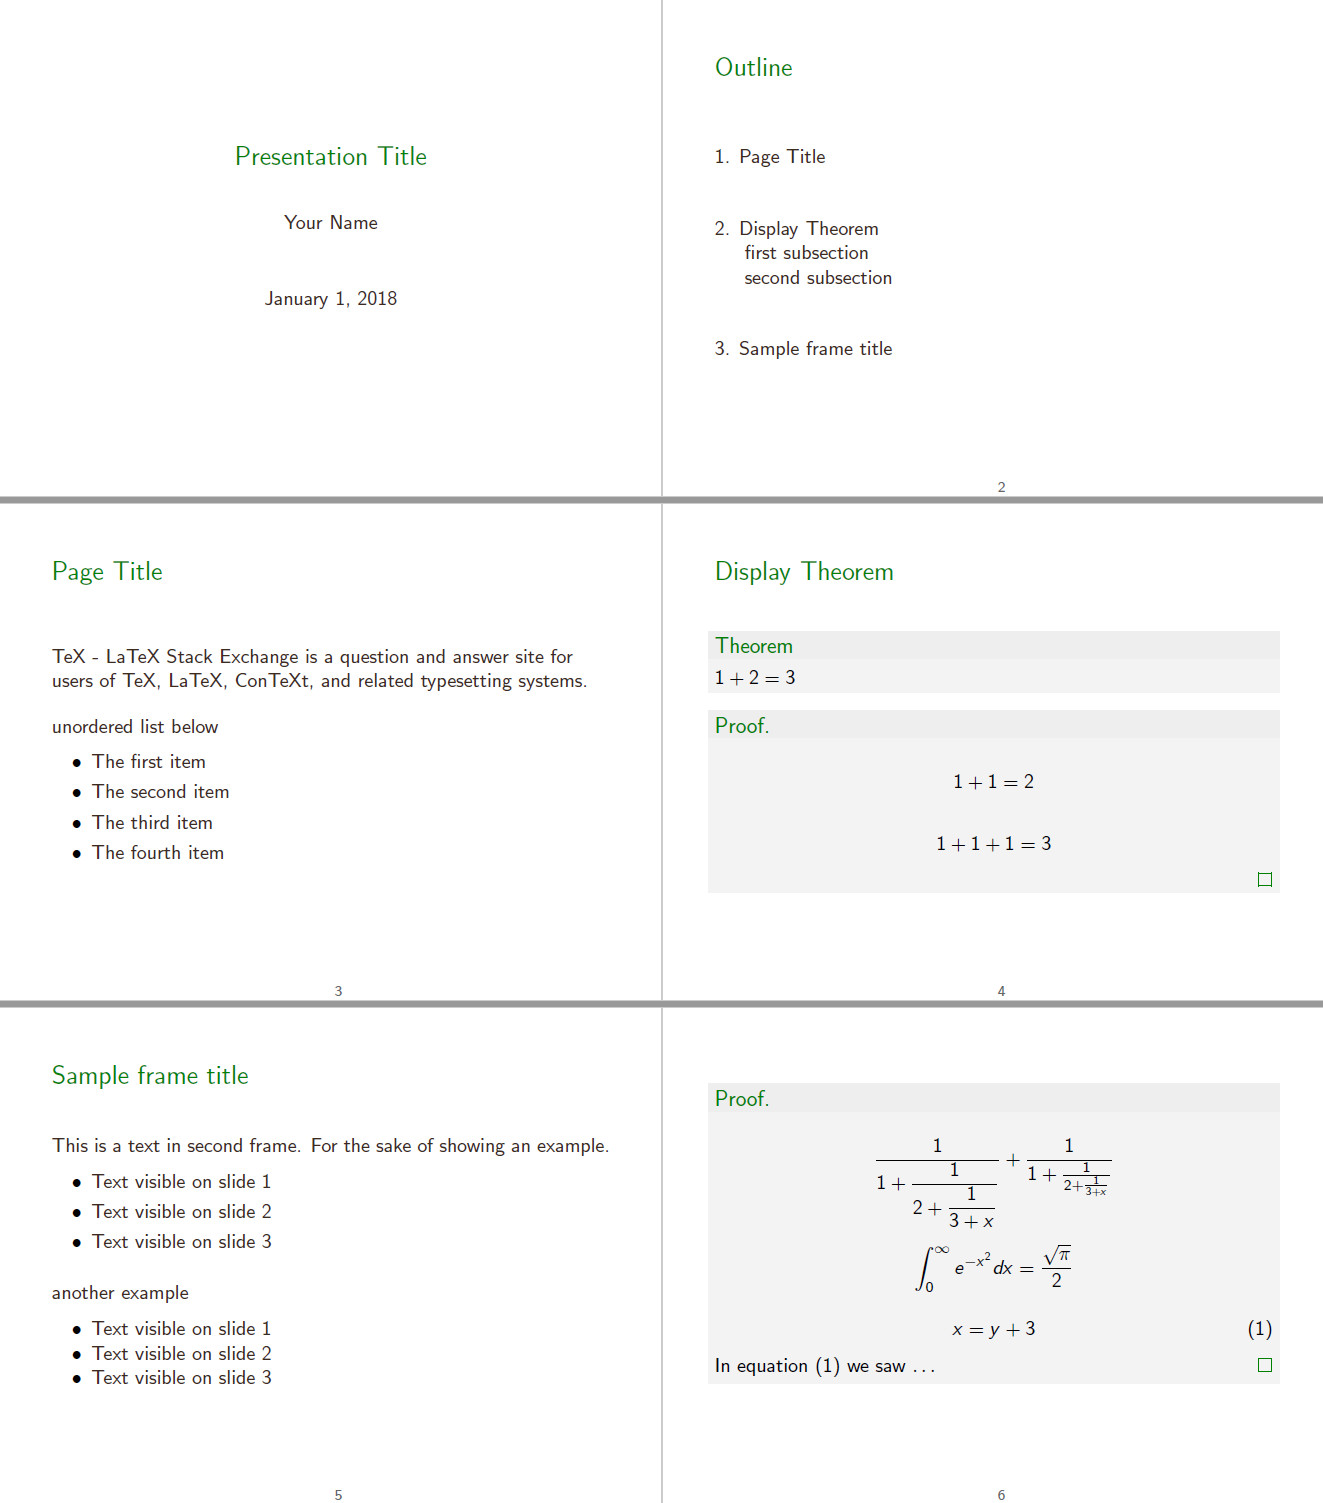 Presentation Title
Your Name
January 1, 2018
Outline
1. Page Title
2. Display Theorem
first subsection
second subsection
3. Sample frame title
2
Page Title
TeX - LaTeX Stack Exchange is a question and answer site for
users of TeX, LaTeX, ConTeXt, and related typesetting systems.
unordered list below
• The first item
• The second item
• The third item
• The fourth item
3
Display Theorem
Theorem
1 + 2 = 3
Proof.
1 + 1 = 2
1 + 1 + 1 = 3
□
4
Sample frame title
This is a text in second frame. For the sake of showing an example.
• Text visible on slide 1
• Text visible on slide 2
• Text visible on slide 3
another example
• Text visible on slide 1
• Text visible on slide 2
• Text visible on slide 3
5
Proof.
\frac{1}{1+\frac{1}{2+\frac{1}{3+x}}} + \frac{1}{1+\frac{1}{2+\frac{1}{3+x}}}
\int_0^\infty e^{-x^2} dx = \frac{\sqrt{\pi}}{2}
x = y + 3 (1)
In equation (1) we saw ... □
6